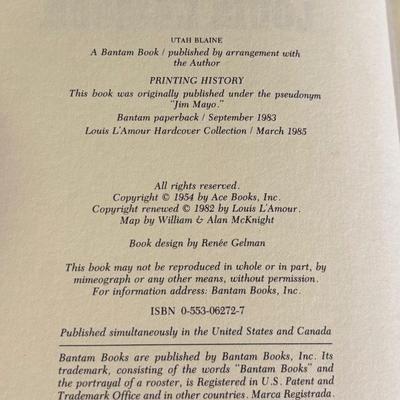 UTAH BLAINE
A Bantam Book / published by arrangement with
the Author
PRINTING HISTORY
This book was originally published under the pseudonym
"Jim Mayo."
Bantam paperback / September 1983
Louis L'Amour Hardcover Collection / March 1985
All rights reserved.
Copyright © 1954 by Ace Books, Inc.
Copyright renewed © 1982 by Louis L'Amour.
Map by William & Alan McKnight
Book design by Renée Gelman
This book may not be reproduced in whole or in part, by
mimeograph or any other means, without permission.
For information address: Bantam Books, Inc.
ISBN 0-553-06272-7
Published simultaneously in the United States and Canada
Bantam Books are published by Bantam Books, Inc. Its
trademark, consisting of the words "Bantam Books" and
the portrayal of a rooster, is Registered in U.S. Patent and
Trademark Office and in other countries. Marca Registrada.